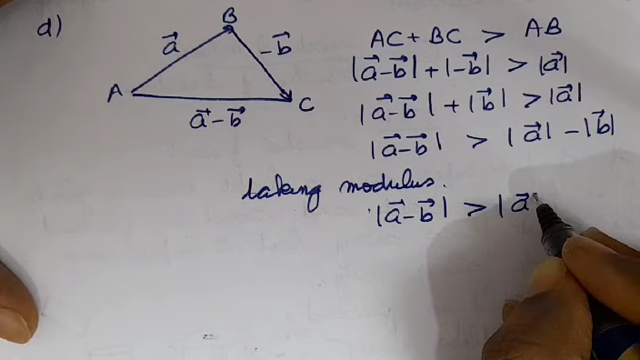 d)
B
a⃗
-b⃗
A
C
a⃗-b⃗
AC + BC > AB
|a⃗-b⃗| + |-b⃗| > |a⃗|
|a⃗-b⃗| + |b⃗| > |a⃗|
|a⃗-b⃗| > |a⃗| - |b⃗|
taking modulus.
|a⃗-b⃗| > |a⃗